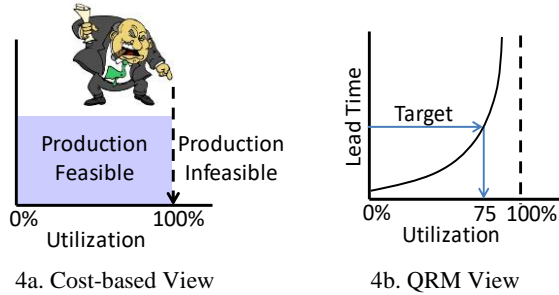 Production
Feasible
Production
Infeasible
0%
100%
Utilization
4a. Cost-based View
Lead Time
Target
0%
75
100%
Utilization
4b. QRM View